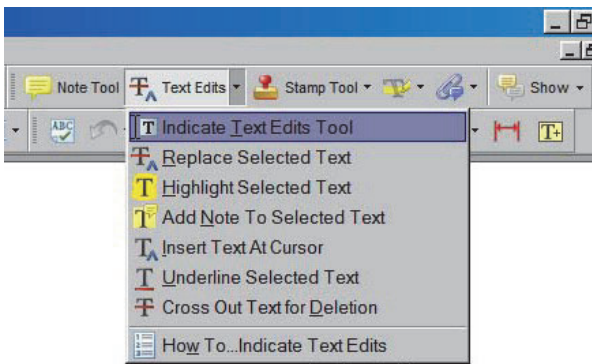 Note Tool Text Edits Stamp Tool Show
ABC T+
T Indicate Text Edits Tool
T Replace Selected Text
T Highlight Selected Text
T Add Note To Selected Text
T Insert Text At Cursor
T Underline Selected Text
T Cross Out Text for Deletion
How To...Indicate Text Edits